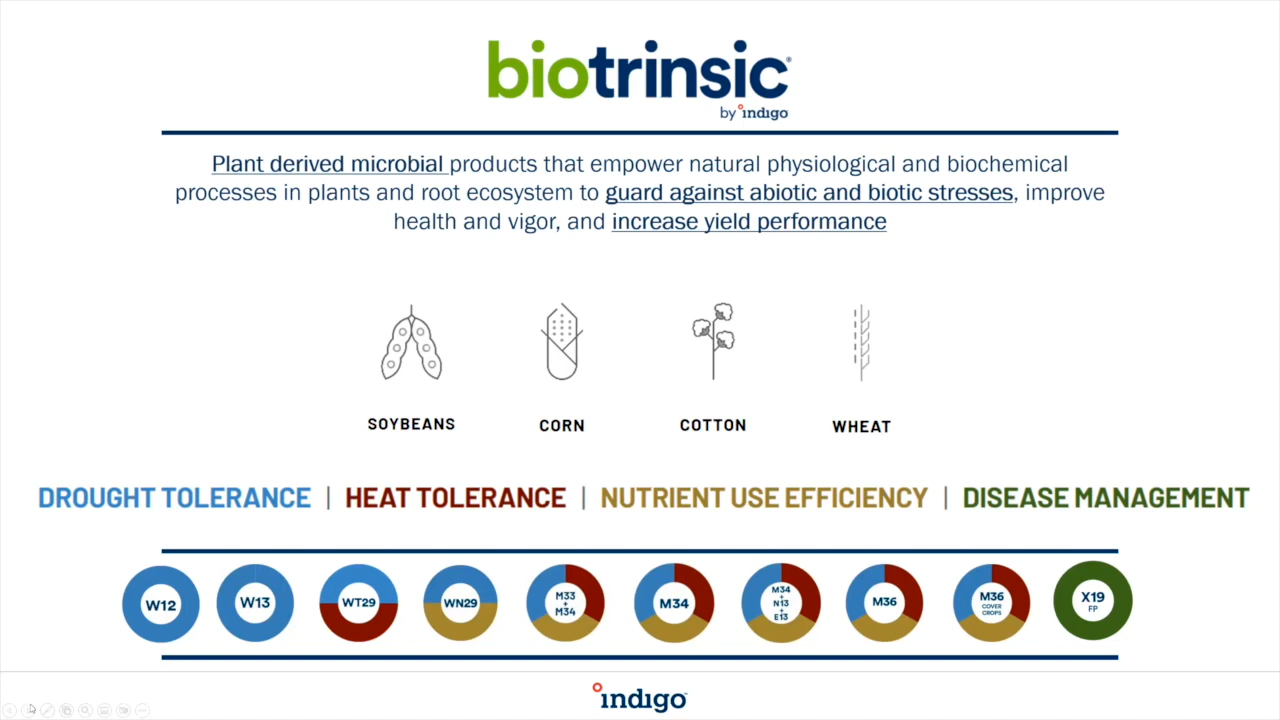 biotrinsic®
by indigo
Plant derived microbial products that empower natural physiological and biochemical
processes in plants and root ecosystem to guard against abiotic and biotic stresses, improve
health and vigor, and increase yield performance
SOYBEANS CORN COTTON WHEAT
DROUGHT TOLERANCE | HEAT TOLERANCE | NUTRIENT USE EFFICIENCY | DISEASE MANAGEMENT
W12
W13
WT29
WN29
M33
+
M34
M34
M34
+
N13
+
E13
M36
M36
COVER
CROPS
X19
FP
indigo